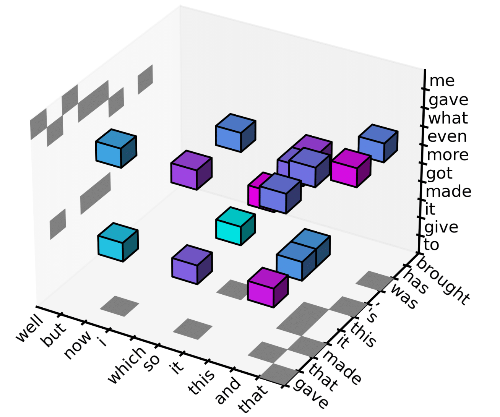 me
gave
what
even
more
got
made
it
give
to
brought
has
was
's
this
it
made
that
gave
well
but
now
i
which
so
it
this
and
that